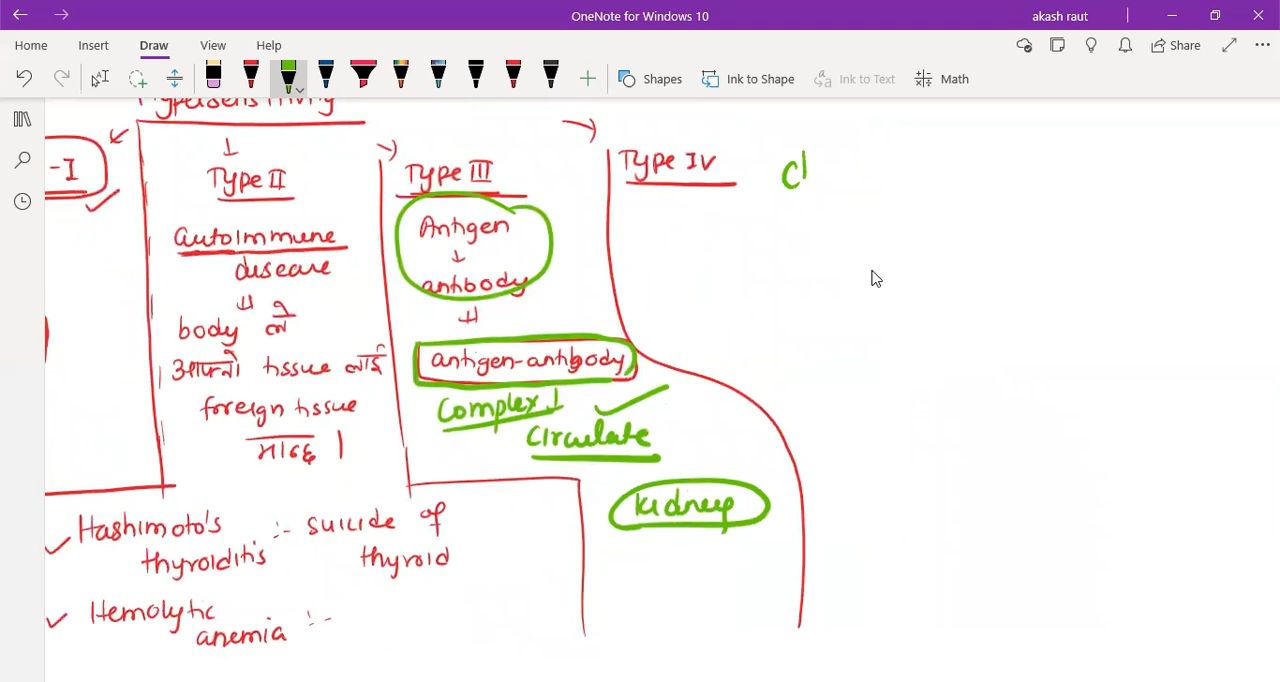 OneNote for Windows 10
akash raut
Home Insert Draw View Help
Share
Shapes
Ink to Shape
Ink to Text
Math
Hypersensitivity
-I
Type II
autoimmune
disease
body ने
आपनो tissue लाई
foreign tissue
मान्छ ।
Type III
Antigen
↓
antibody
antigen-antibody
Complex ↓
Circulate
Kidney
Type IV
Hashimoto's :- suicide of
thyroiditis thyroid
Hemolytic
anemia :-